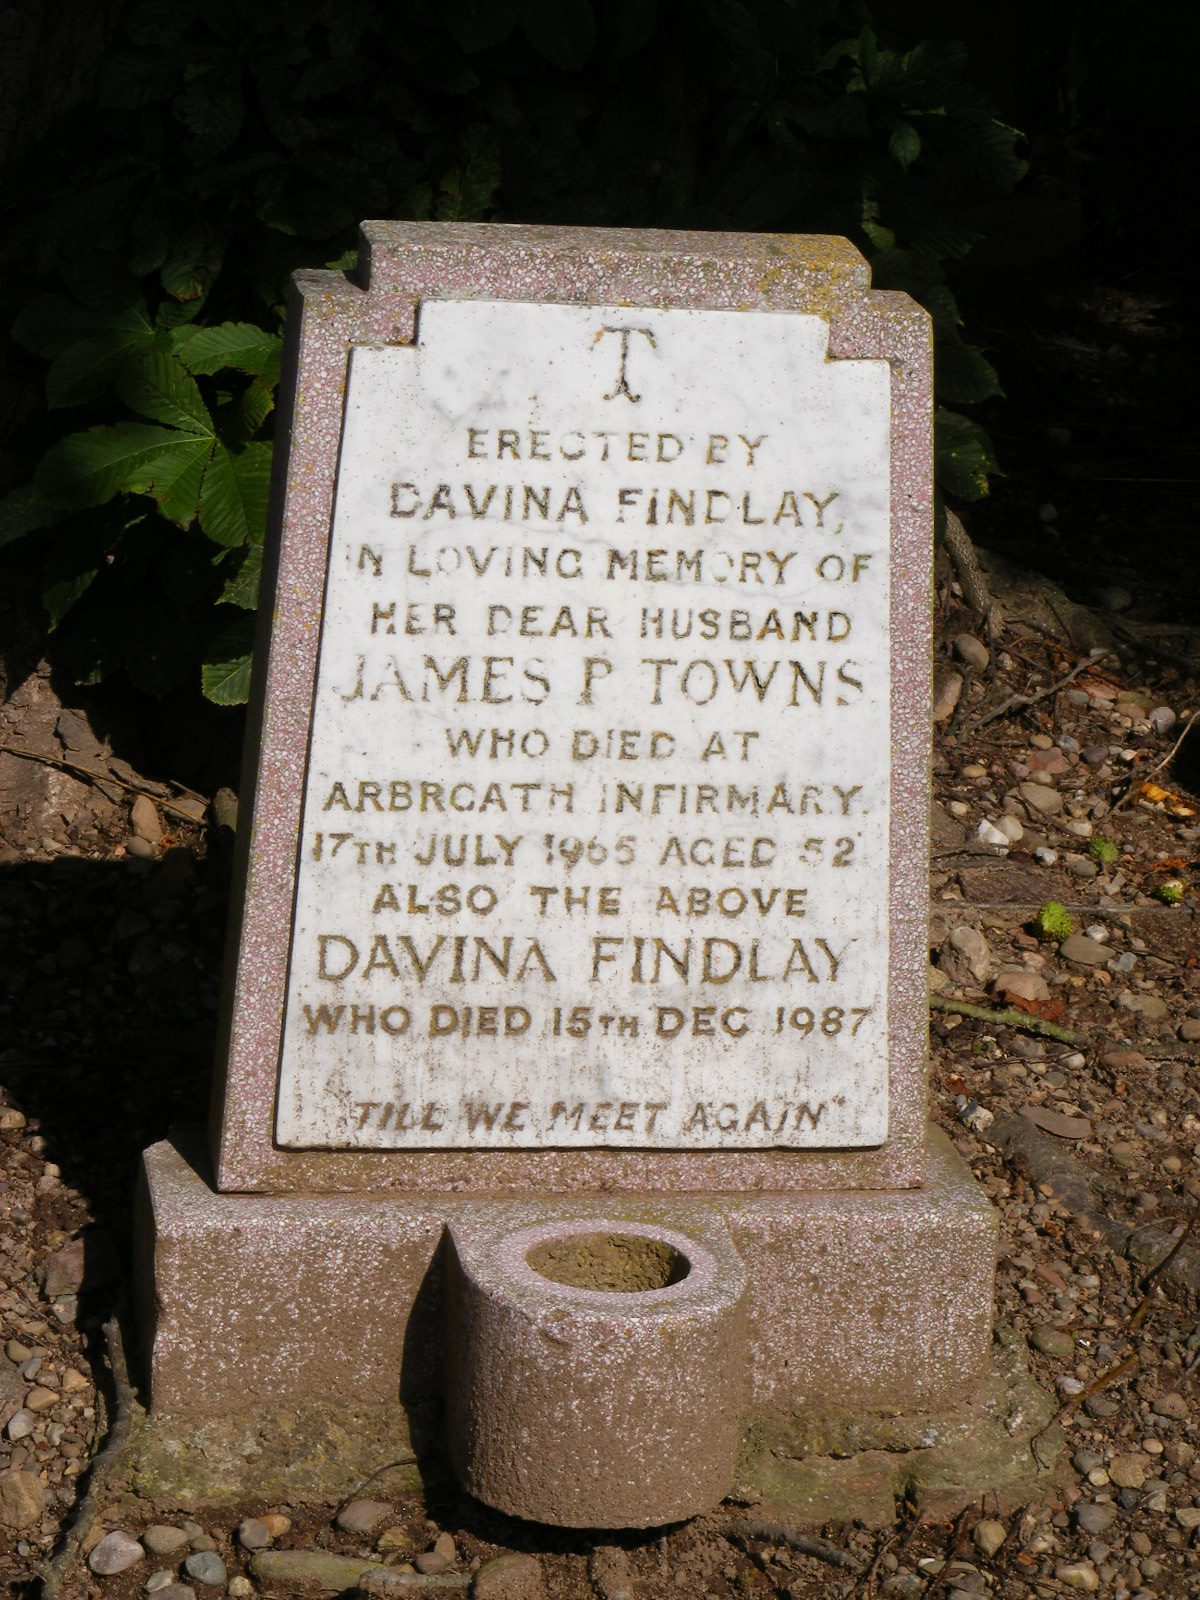 T
ERECTED BY
DAVINA FINDLAY,
IN LOVING MEMORY OF
HER DEAR HUSBAND
JAMES P TOWNS
WHO DIED AT
ARBROATH INFIRMARY.
17TH JULY 1965 AGED 52
ALSO THE ABOVE
DAVINA FINDLAY
WHO DIED 15TH DEC 1987
"TILL WE MEET AGAIN"